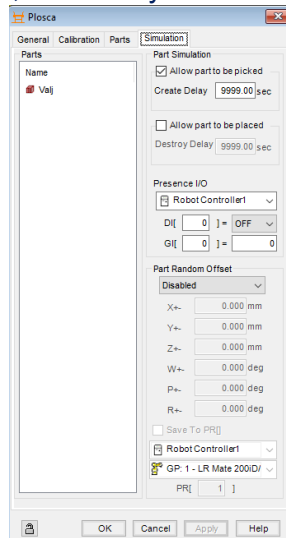 Plosca
General Calibration Parts Simulation
Parts
Name
Valj
Part Simulation
Allow part to be picked
Create Delay 9999.00 sec
Allow part to be placed
Destroy Delay 9999.00 sec
Presence I/O
Robot Controller1
DI[ 0 ]= OFF
GI[ 0 ]= 0
Part Random Offset
Disabled
X+- 0.000 mm
Y+- 0.000 mm
Z+- 0.000 mm
W+- 0.000 deg
P+- 0.000 deg
R+- 0.000 deg
Save To PR[]
Robot Controller1
GP: 1 - LR Mate 200iD/
PR[ 1 ]
OK Cancel Apply Help